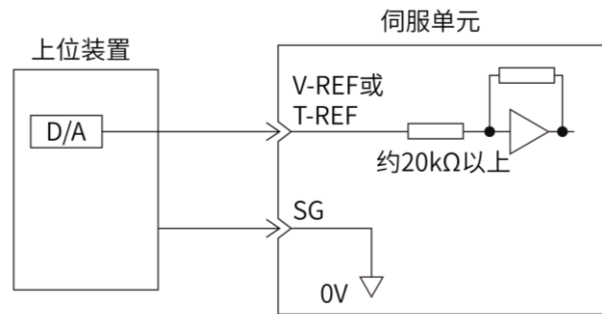 伺服单元
上位装置
V-REF或
T-REF
D/A
约20kΩ以上
SG
0V